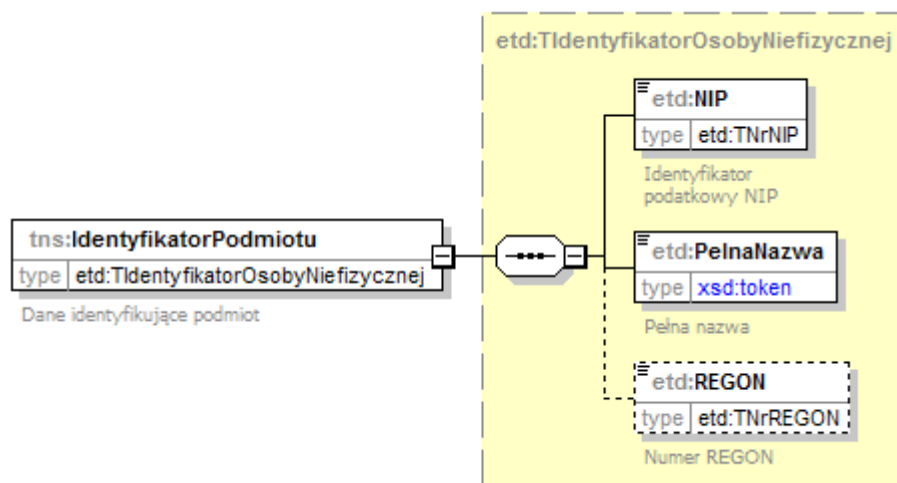 etd:TIdentyfikatorOsobyNiefizycznej
etd:NIP
type etd:TNrNIP
Identyfikator
podatkowy NIP
tns:IdentyfikatorPodmiotu
type etd:TIdentyfikatorOsobyNiefizycznej
Dane identyfikujące podmiot
etd:PelnaNazwa
type xsd:token
Pełna nazwa
etd:REGON
type etd:TNrREGON
Numer REGON